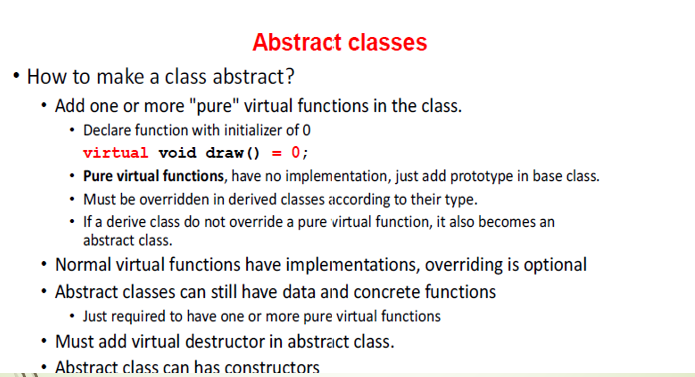 Abstract classes
• How to make a class abstract?
• Add one or more "pure" virtual functions in the class.
• Declare function with initializer of 0
virtual void draw() = 0;
• Pure virtual functions, have no implementation, just add prototype in base class.
• Must be overridden in derived classes according to their type.
• If a derive class do not override a pure virtual function, it also becomes an
abstract class.
• Normal virtual functions have implementations, overriding is optional
• Abstract classes can still have data and concrete functions
• Just required to have one or more pure virtual functions
• Must add virtual destructor in abstract class.
• Abstract class can has constructors